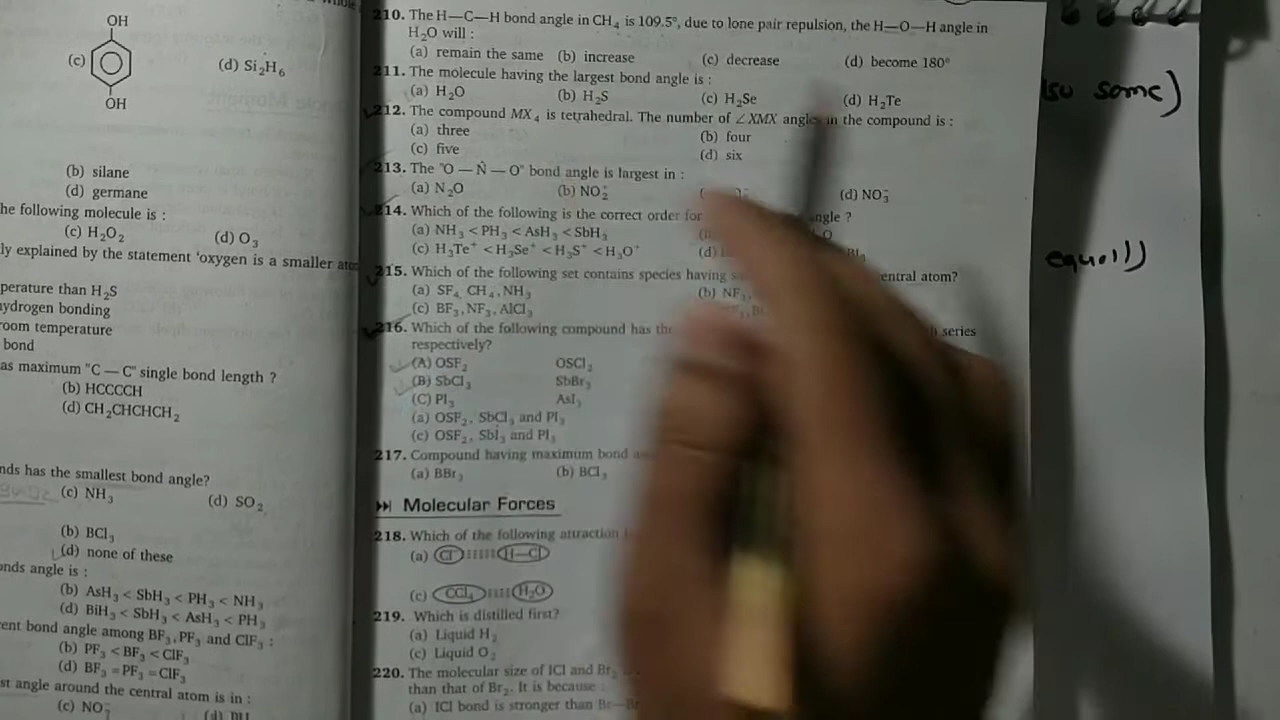 OH
(c)
(d) Si₂H₆
OH
(b) silane
(d) germane
he following molecule is :
(c) H₂O₂
(d) O₃
ly explained by the statement 'oxygen is a smaller
perature than H₂S
ydrogen bonding
room temperature
bond
as maximum "C — C" single bond length ?
(b) HCCCCH
(d) CH₂CHCHCH₂
nds has the smallest bond angle?
(c) NH₃
(d) SO₂
(b) BCl₃
(d) none of these
onds angle is :
(b) AsH₃ < SbH₃ < PH₃ < NH₃
(d) BiH₃ < SbH₃ < AsH₃ < PH₃
ent bond angle among BF₃, PF₃ and ClF₃ :
(b) PF₃ < BF₃ < ClF₃
(d) BF₃ = PF₃ = ClF₃
st angle around the central atom is in :
(c)
210. The H—C—H bond angle in CH₄ is 109.5°, due to lone pair repulsion, the H—O—H angle in
H₂O will :
(a) remain the same (b) increase (c) decrease (d) become 180°
211. The molecule having the largest bond angle is :
(a) H₂O (b) H₂S (c) H₂Se (d) H₂Te
212. The compound MX₄ is tetrahedral. The number of ∠XMX angles in the compound is :
(a) three (b) four
(c) five (d) six
213. The "O — N̂ — O" bond angle is largest in :
(a) N₂O (b) NO₂⁺ (d) NO₃⁻
214. Which of the following is the correct order for angle ?
(a) NH₃ < PH₃ < AsH₃ < SbH₃
(c) H₃Te⁺ < H₃Se⁺ < H₃S⁺ < H₃O⁺ (d)
215. Which of the following set contains species having entral atom?
(a) SF₄, CH₄, NH₃ (b)
(c) BF₃, NF₃, AlCl₃
216. Which of the following compound has the series
respectively?
(A) OSF₂ OSCl₂
(B) SbCl₃ SbBr₃
(C) PI₃ AsI₃
(a) OSF₂, SbCl₃ and PI₃
(c) OSF₂, SbI₃ and PI₃
217. Compound having maximum bond
(a) BBr₃ (b) BCl₃
Molecular Forces
218. Which of the following attraction
(a) Cl⁻ H—Cl
(c) CCl₄ H₂O
219. Which is distilled first?
(a) Liquid H₂
(c) Liquid O₂
220. The molecular size of ICl and Br₂
than that of Br₂. It is because :
(a) ICl bond is stronger than Br—Br
some)
equal))